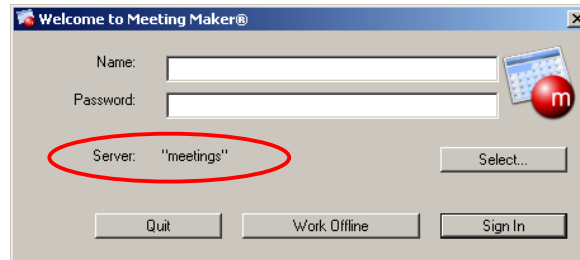 Welcome to Meeting Maker®
Name:
Password:
Server: "meetings"
Select...
Quit Work Offline Sign In
m